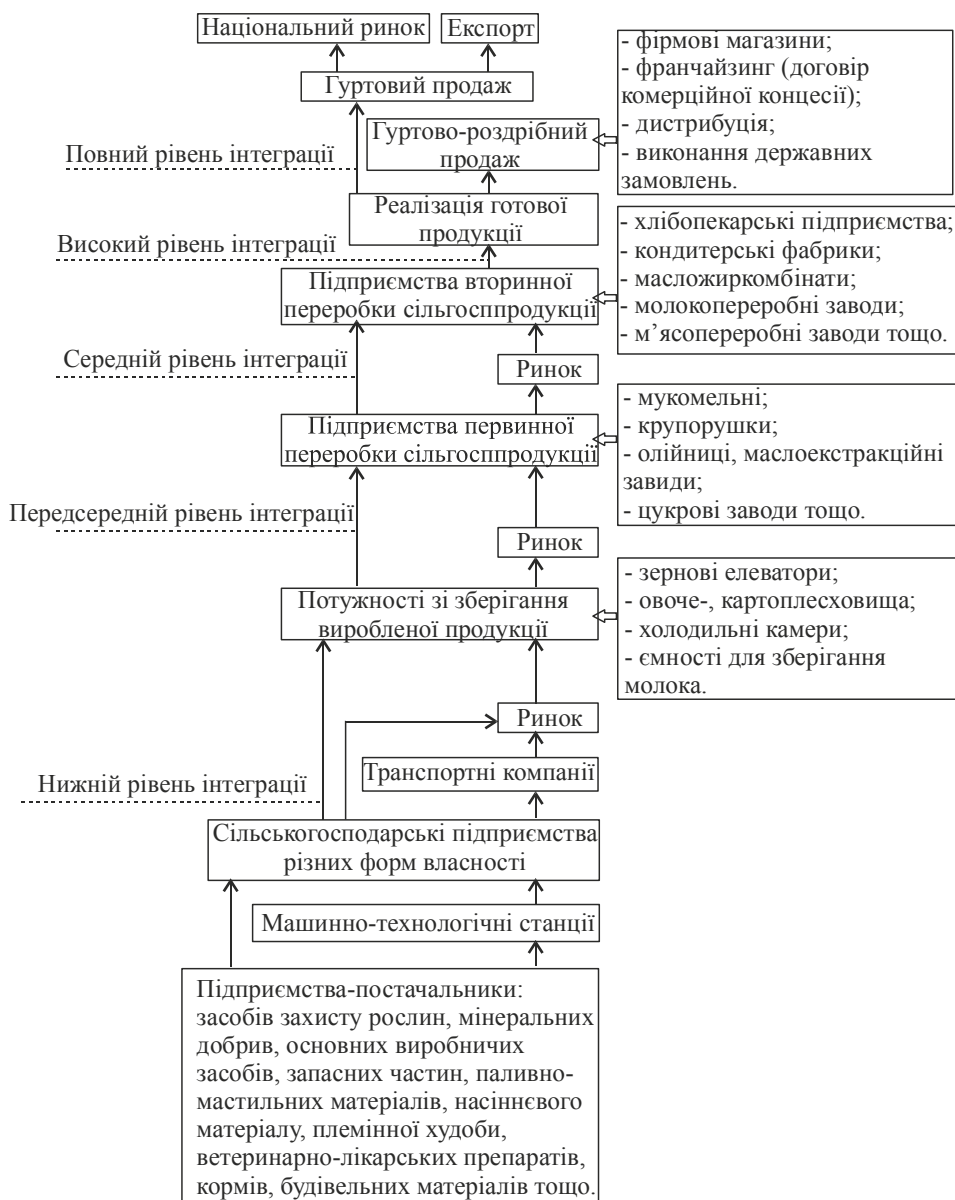 Національний ринок
Експорт
Гуртовий продаж
- фірмові магазини;
- франчайзинг (договір
комерційної концесії);
- дистрибуція;
- виконання державних
замовлень.
Гуртово-роздрібний
продаж
Повний рівень інтеграції
Реалізація готової
продукції
Високий рівень інтеграції
- хлібопекарські підприємства;
- кондитерські фабрики;
- масложиркомбінати;
- молокопереробні заводи;
- м’ясопереробні заводи тощо.
Підприємства вторинної
переробки сільгосппродукції
Середній рівень інтеграції
Ринок
- мукомельні;
- крупорушки;
- олійниці, маслоекстракційні
завиди;
- цукрові заводи тощо.
Підприємства первинної
переробки сільгосппродукції
Передсередній рівень інтеграції
Ринок
- зернові елеватори;
- овоче-, картоплесховища;
- холодильні камери;
- ємності для зберігання
молока.
Потужності зі зберігання
виробленої продукції
Ринок
Транспортні компанії
Нижній рівень інтеграції
Сільськогосподарські підприємства
різних форм власності
Машинно-технологічні станції
Підприємства-постачальники:
засобів захисту рослин, мінеральних
добрив, основних виробничих
засобів, запасних частин, паливно-
мастильних матеріалів, насіннєвого
матеріалу, племінної худоби,
ветеринарно-лікарських препаратів,
кормів, будівельних матеріалів тощо.